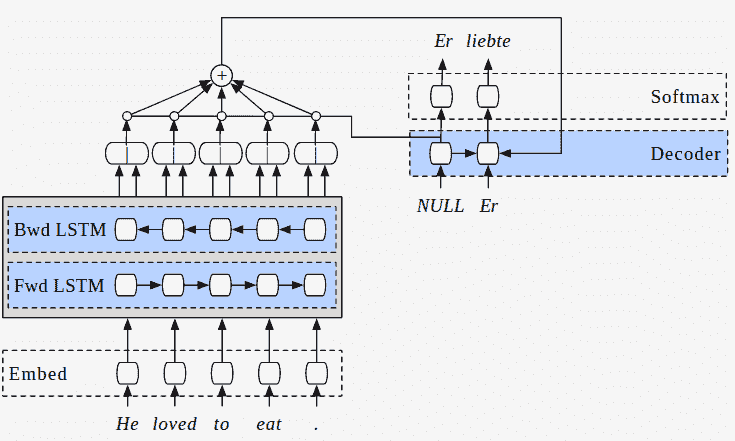 Er liebte
+
Softmax
Decoder
NULL Er
Bwd LSTM
Fwd LSTM
Embed
He loved to eat .